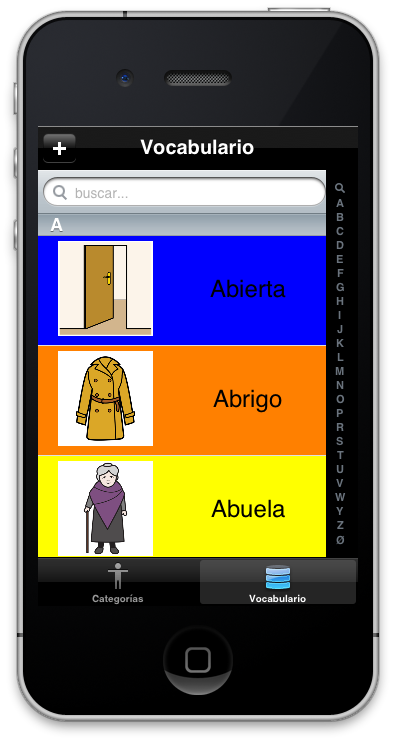 + Vocabulario
buscar...
A
Abierta
Abrigo
Abuela
A
B
C
D
E
F
G
H
I
J
K
L
M
N
O
P
R
S
T
U
V
W
Y
Z
Ø
Categorías
Vocabulario